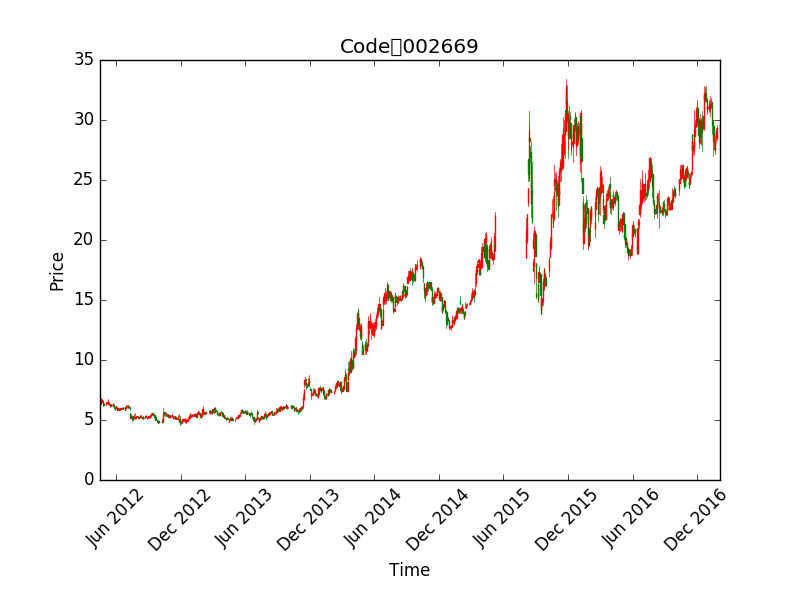 Code▯002669
35
30
25
20
15
10
5
0
Price
Jun 2012
Dec 2012
Jun 2013
Dec 2013
Jun 2014
Dec 2014
Jun 2015
Dec 2015
Jun 2016
Dec 2016
Time